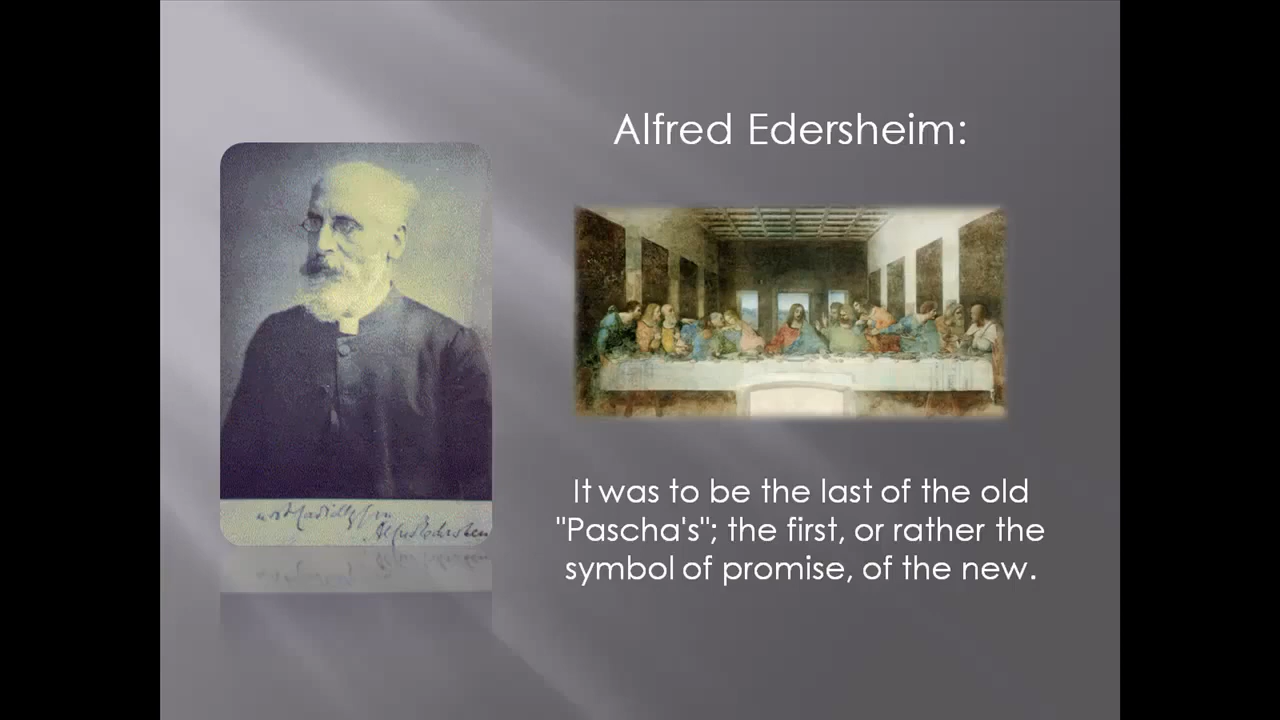 Alfred Edersheim:
It was to be the last of the old
"Pascha's"; the first, or rather the
symbol of promise, of the new.